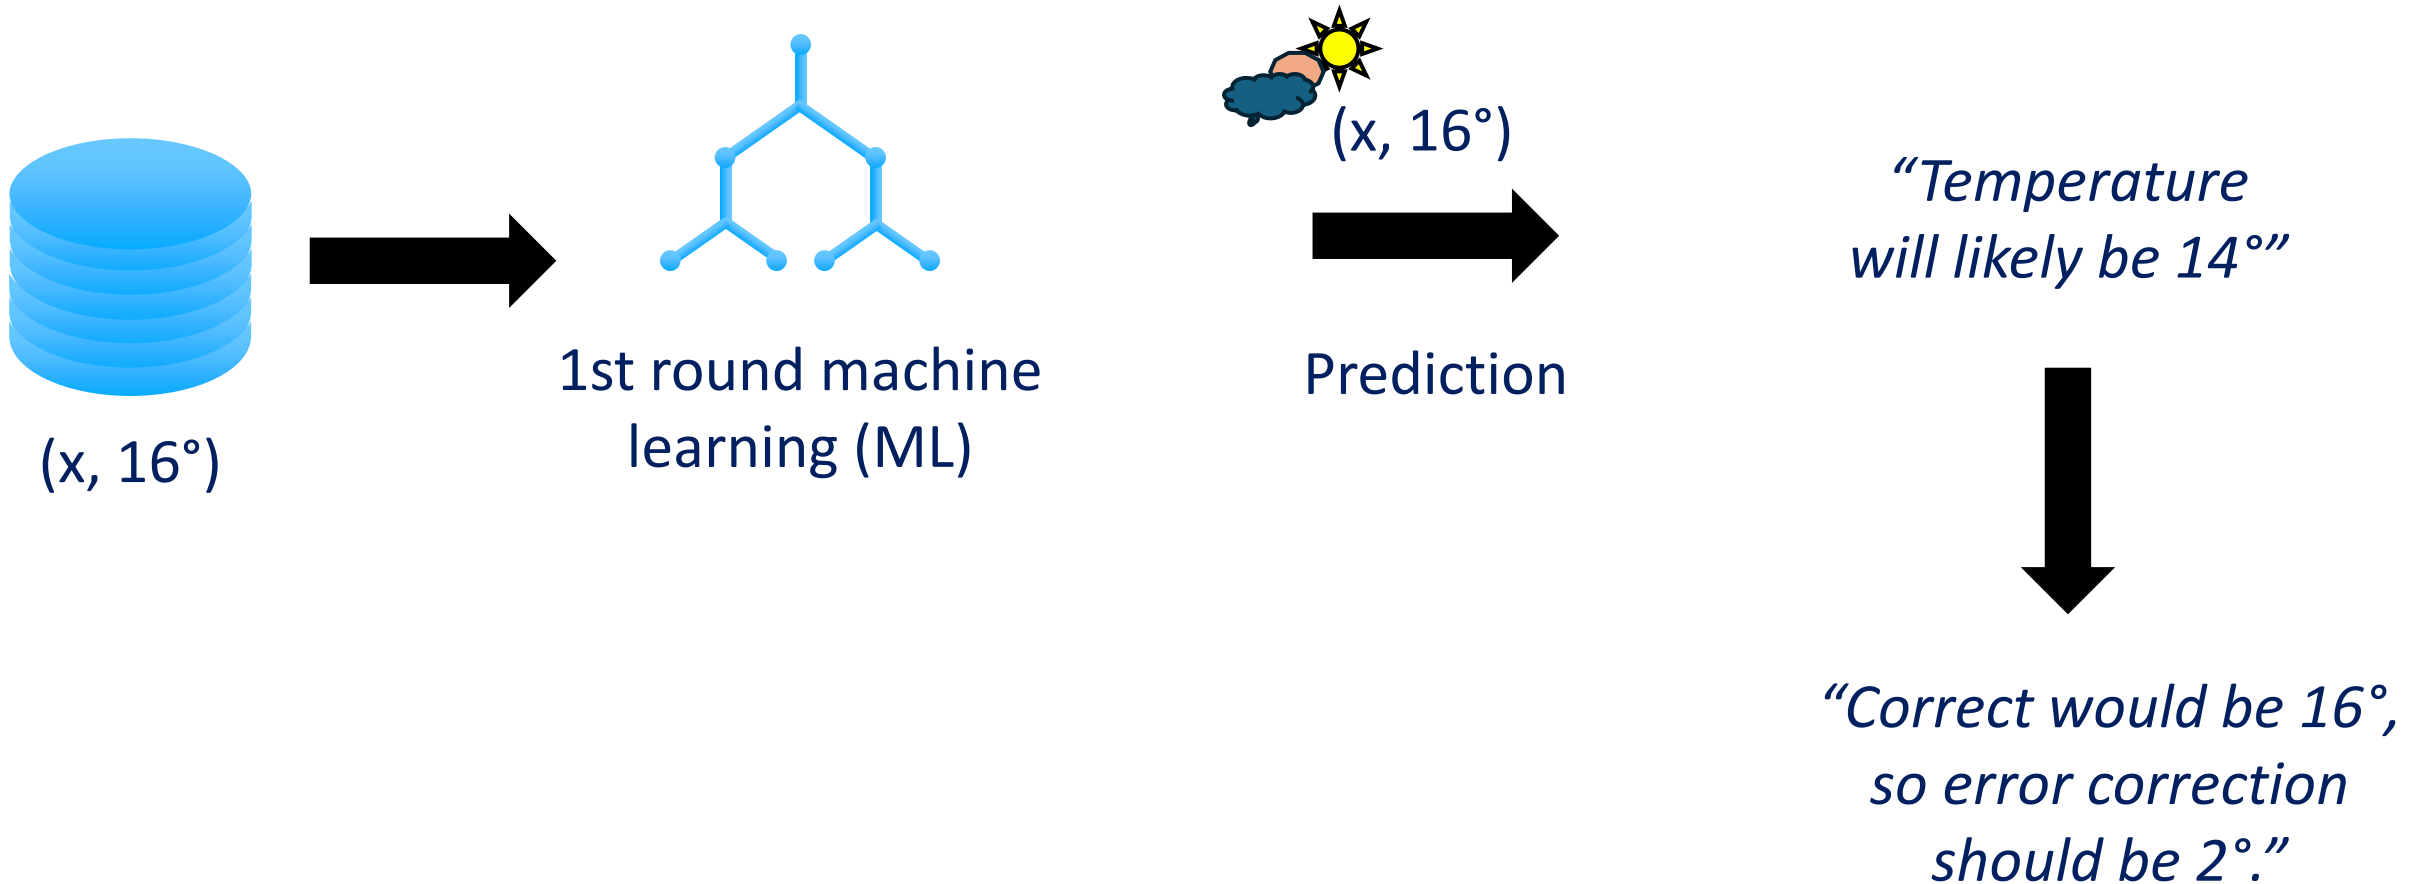 (x, 16°)
1st round machine
learning (ML)
(x, 16°)
Prediction
“Temperature
will likely be 14°”
“Correct would be 16°,
so error correction
should be 2°.”